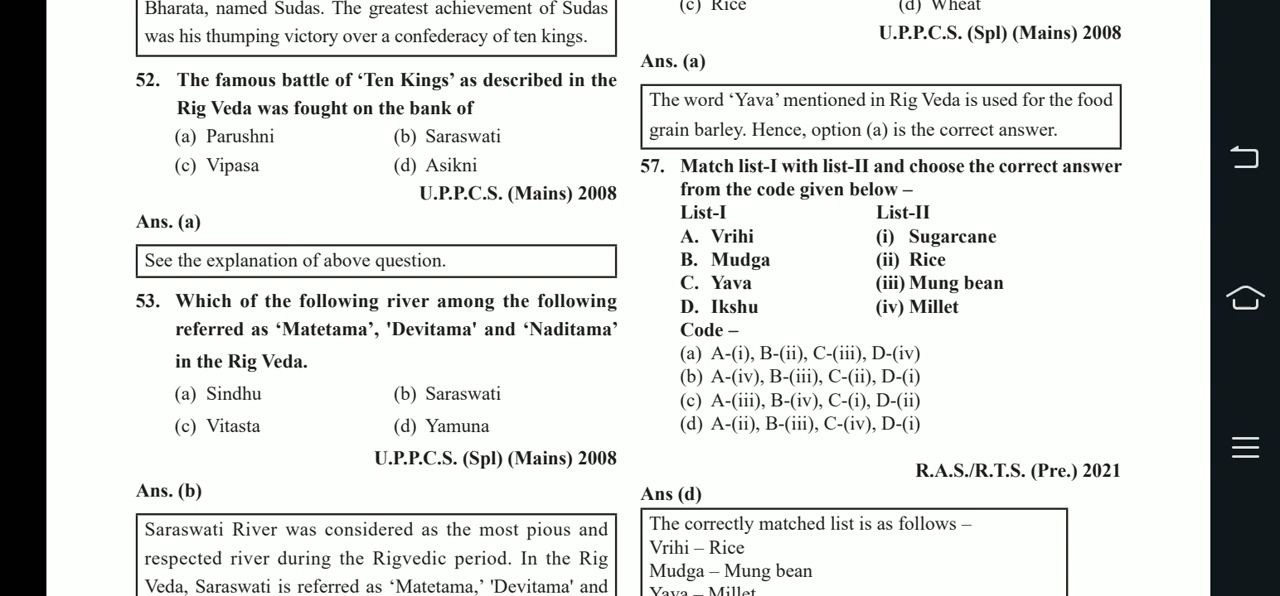 Bharata, named Sudas. The greatest achievement of Sudas
was his thumping victory over a confederacy of ten kings.
52. The famous battle of ‘Ten Kings’ as described in the
Rig Veda was fought on the bank of
(a) Parushni (b) Saraswati
(c) Vipasa (d) Asikni
U.P.P.C.S. (Mains) 2008
Ans. (a)
See the explanation of above question.
53. Which of the following river among the following
referred as ‘Matetama’, 'Devitama' and ‘Naditama’
in the Rig Veda.
(a) Sindhu (b) Saraswati
(c) Vitasta (d) Yamuna
U.P.P.C.S. (Spl) (Mains) 2008
Ans. (b)
Saraswati River was considered as the most pious and
respected river during the Rigvedic period. In the Rig
Veda, Saraswati is referred as ‘Matetama,’ 'Devitama' and
(c) Rice (d) Wheat
U.P.P.C.S. (Spl) (Mains) 2008
Ans. (a)
The word ‘Yava’ mentioned in Rig Veda is used for the food
grain barley. Hence, option (a) is the correct answer.
57. Match list-I with list-II and choose the correct answer
from the code given below –
List-I List-II
A. Vrihi (i) Sugarcane
B. Mudga (ii) Rice
C. Yava (iii) Mung bean
D. Ikshu (iv) Millet
Code –
(a) A-(i), B-(ii), C-(iii), D-(iv)
(b) A-(iv), B-(iii), C-(ii), D-(i)
(c) A-(iii), B-(iv), C-(i), D-(ii)
(d) A-(ii), B-(iii), C-(iv), D-(i)
R.A.S./R.T.S. (Pre.) 2021
Ans (d)
The correctly matched list is as follows –
Vrihi – Rice
Mudga – Mung bean
Yava – Millet